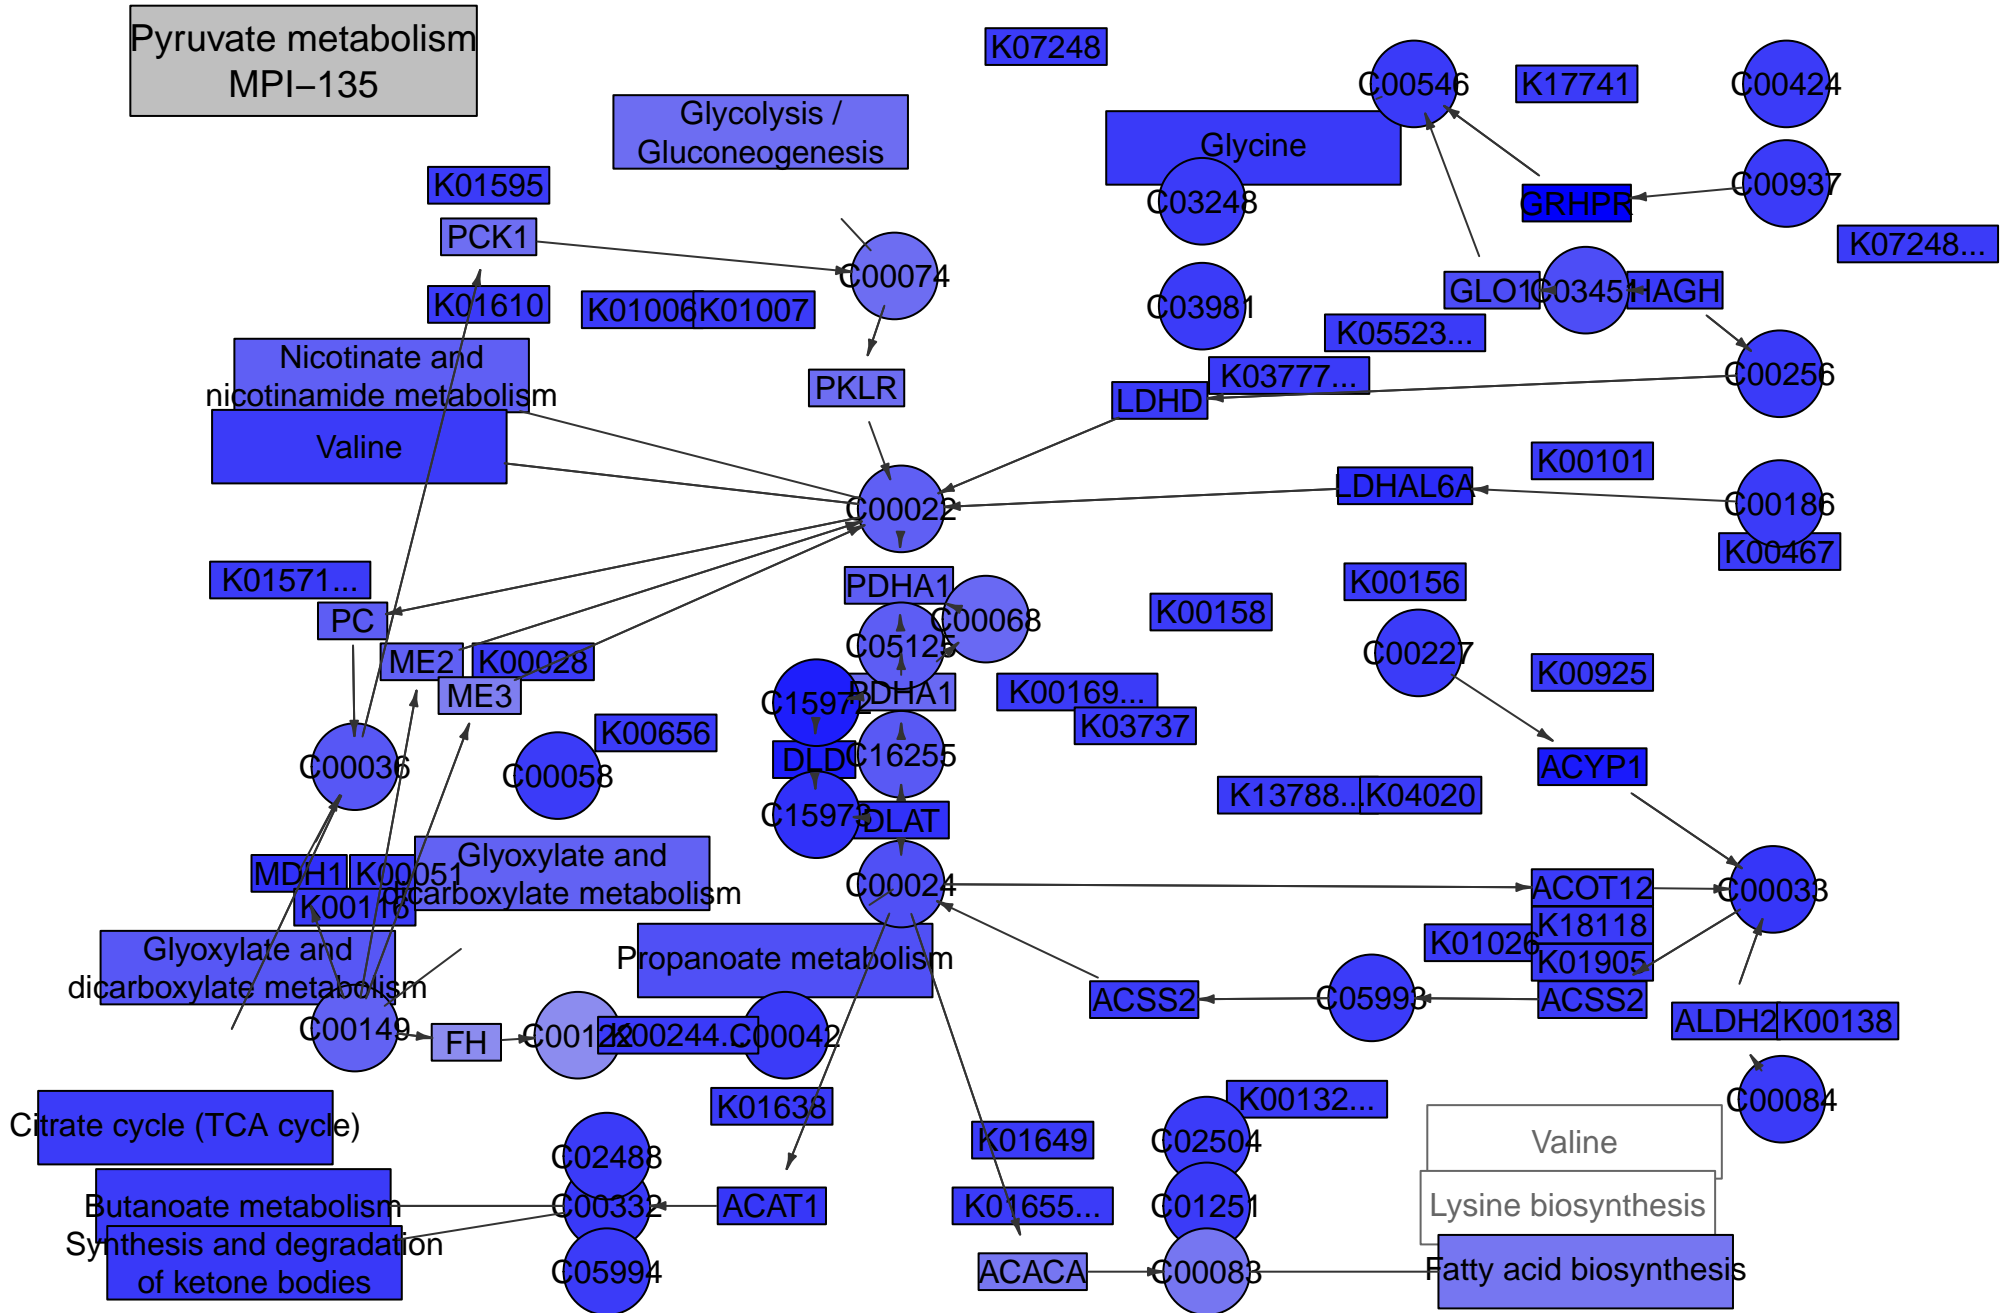 Pyruvate metabolism
MPI−135
K07248
C00546
K17741
C00424
Glycolysis /
Gluconeogenesis
Glycine
K01595
C03248
GRHPR
C00937
PCK1
K07248...
C00074
GLO1
C03451
HAGH
K01610
K01006
K01007
C03981
K05523...
Nicotinate and
nicotinamide metabolism
K03777...
C00256
PKLR
LDHD
Valine
K00101
LDHAL6A
C00186
C00022
K00467
K01571...
PDHA1
K00156
PC
C00068
K00158
C05125
C00227
ME2
K00028
K00925
ME3
C15972
PDHA1
K00169...
K00656
K03737
C00036
C00058
DLD
C16255
ACYP1
K13788...
K04020
C15973
DLAT
MDH1
K00051
Glyoxylate and
dicarboxylate metabolism
C00024
ACOT12
C00033
K00116
K18118
Glyoxylate and
dicarboxylate metabolism
Propanoate metabolism
K01026
K01905
ACSS2
C05993
ACSS2
C00149
FH
C00122
K00244...
C00042
ALDH2
K00138
K01638
K00132...
C00084
Citrate cycle (TCA cycle)
C02488
K01649
C02504
Valine
Butanoate metabolism
C00332
ACAT1
K01655...
C01251
Lysine biosynthesis
Synthesis and degradation
of ketone bodies
C05994
ACACA
C00083
Fatty acid biosynthesis